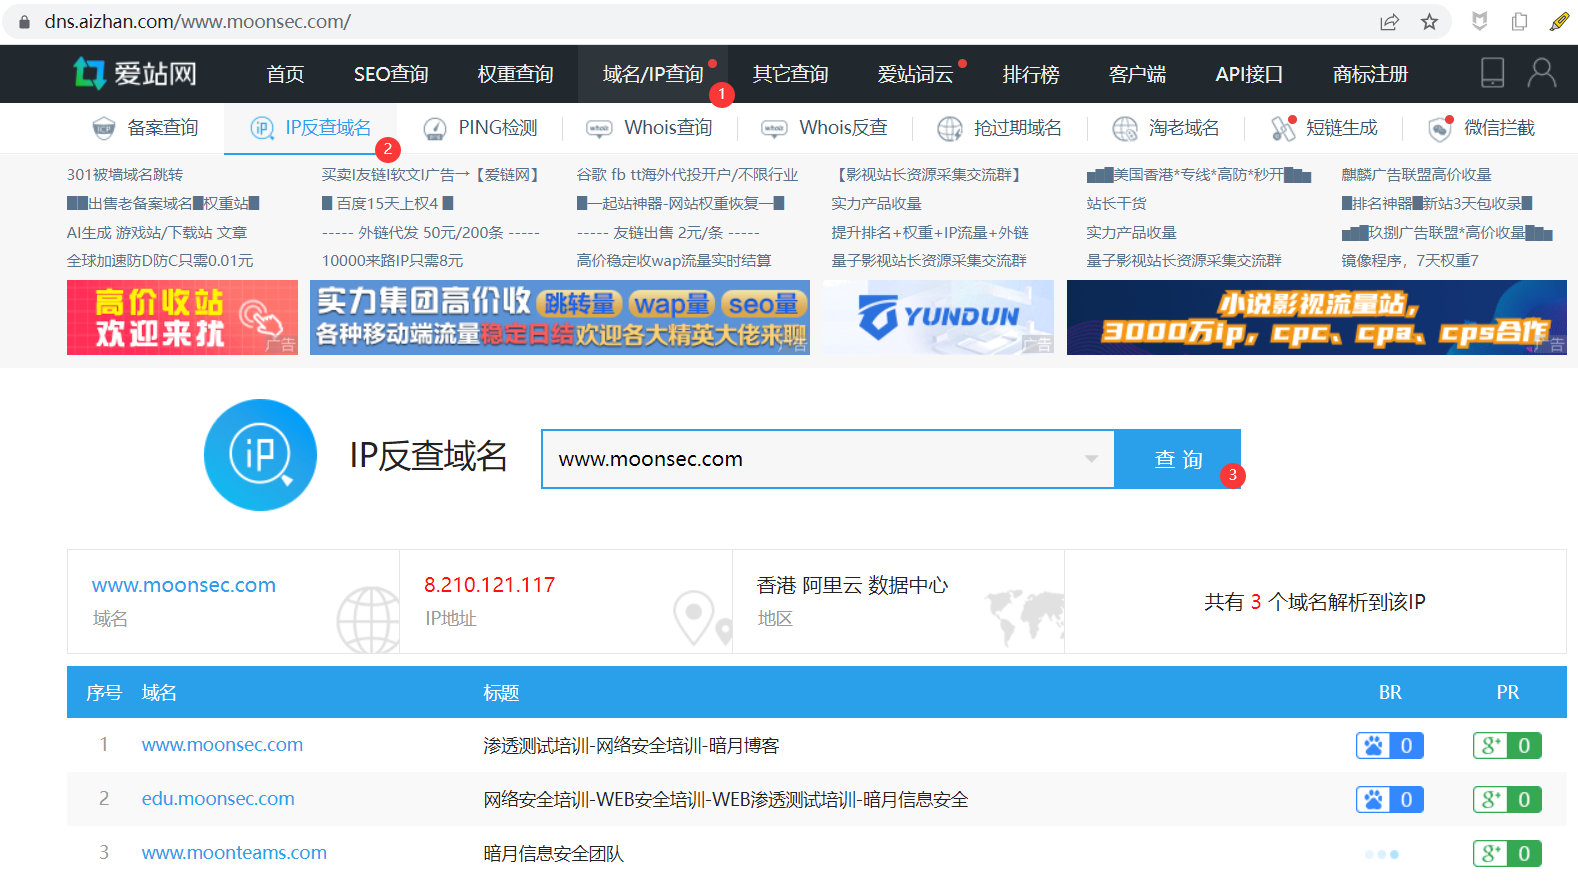 dns.aizhan.com/www.moonsec.com/
爱站网 首页 SEO查询 权重查询 域名/IP查询 其它查询 爱站词云 排行榜 客户端 API接口 商标注册
1
备案查询 IP反查域名 PING检测 Whois查询 Whois反查 抢过期域名 淘老域名 短链生成 微信拦截
2
301被墙域名跳转 买卖I友链I软文I广告→【爱链网】 谷歌 fb tt海外代投开户/不限行业 【影视站长资源采集交流群】 ▅▇█美国香港*专线*高防*秒开█▇▅ 麒麟广告联盟高价收量
██出售老备案域名█权重站█ █ 百度15天上权4 █ █一起站神器-网站权重恢复一█ 实力产品收量 站长干货 █排名神器█新站3天包收录█
AI生成 游戏站/下载站 文章 ----- 外链代发 50元/200条 ----- ----- 友链出售 2元/条 ----- 提升排名+权重+IP流量+外链 实力产品收量 ▅▇█玖捌广告联盟*高价收量█▇▅
全球加速防D防C只需0.01元 10000来路IP只需8元 高价稳定收wap流量实时结算 量子影视站长资源采集交流群 量子影视站长资源采集交流群 镜像程序，7天权重7
高价收站 实力集团高价收 跳转量 wap量 seo量 YUNDUN 小说影视流量站，
欢迎来扰 各种移动端流量稳定日结欢迎各大精英大佬来聊 3000万ip，cpc、cpa、cps合作
广告 广告 广告 广告
IP反查域名 www.moonsec.com 查 询
3
www.moonsec.com 8.210.121.117 香港 阿里云 数据中心 共有 3 个域名解析到该IP
域名 IP地址 地区
序号 域名 标题 BR PR
1 www.moonsec.com 渗透测试培训-网络安全培训-暗月博客 0 g+ 0
2 edu.moonsec.com 网络安全培训-WEB安全培训-WEB渗透测试培训-暗月信息安全 0 g+ 0
3 www.moonteams.com 暗月信息安全团队 g+ 0